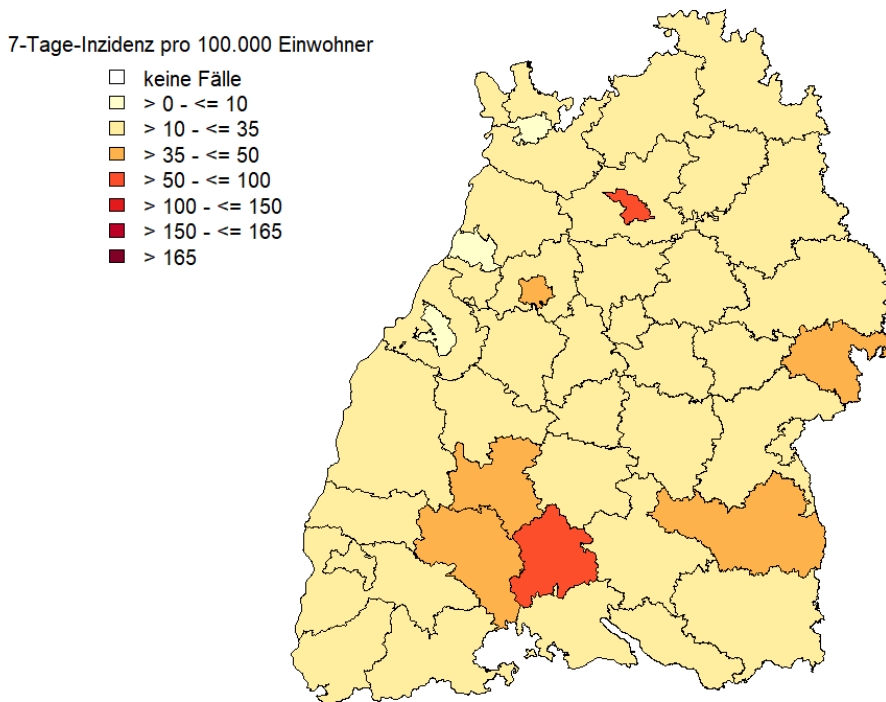 7-Tage-Inzidenz pro 100.000 Einwohner
keine Fälle
> 0 - <= 10
> 10 - <= 35
> 35 - <= 50
> 50 - <= 100
> 100 - <= 150
> 150 - <= 165
> 165